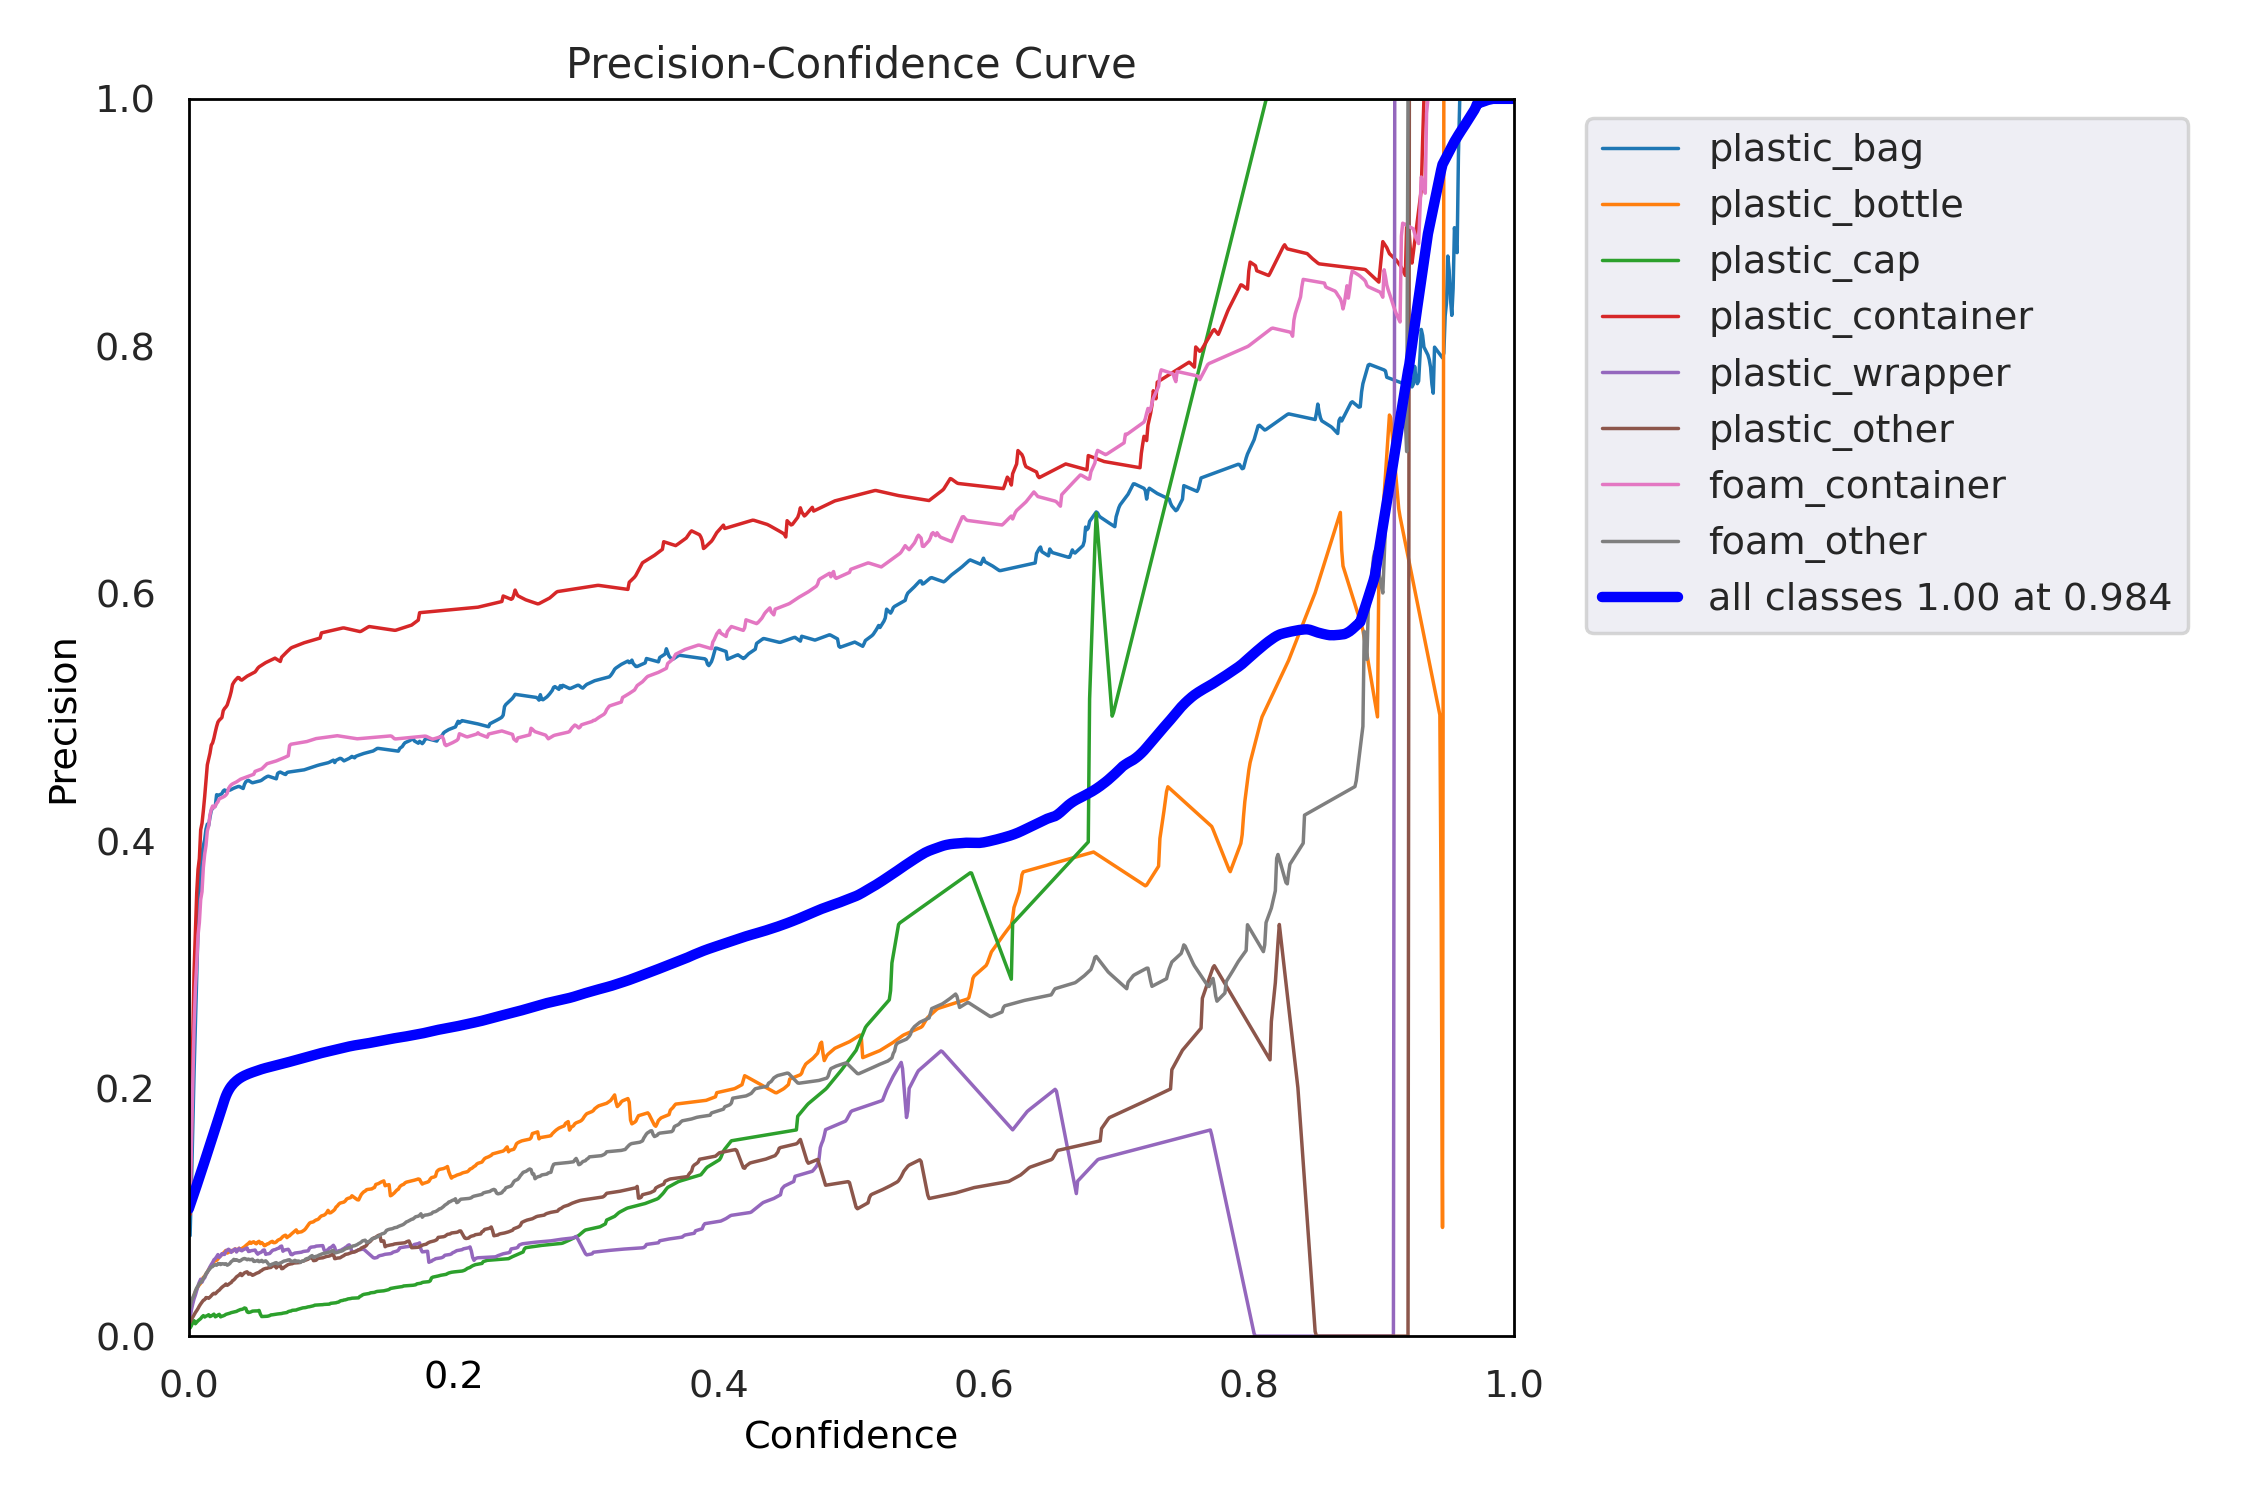 Precision-Confidence Curve
1.0
0.8
0.6
0.4
0.2
0.0
Precision
0.0
0.2
0.4
0.6
0.8
1.0
Confidence
plastic_bag
plastic_bottle
plastic_cap
plastic_container
plastic_wrapper
plastic_other
foam_container
foam_other
all classes 1.00 at 0.984